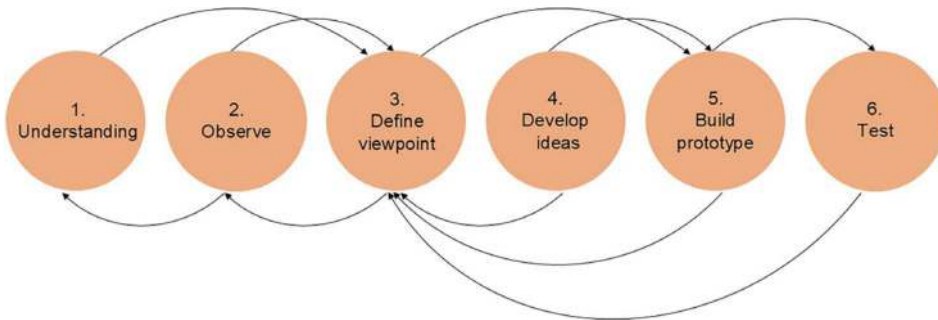 1.
Understanding
2.
Observe
3.
Define
viewpoint
4.
Develop
ideas
5.
Build
prototype
6.
Test